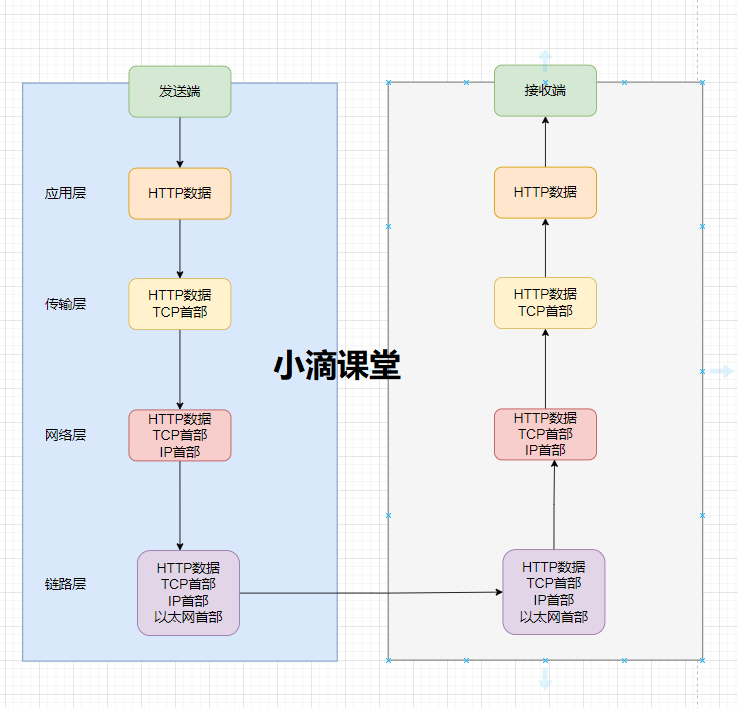 发送端
接收端
应用层
HTTP数据
HTTP数据
传输层
HTTP数据
TCP首部
HTTP数据
TCP首部
小滴课堂
网络层
HTTP数据
TCP首部
IP首部
HTTP数据
TCP首部
IP首部
链路层
HTTP数据
TCP首部
IP首部
以太网首部
HTTP数据
TCP首部
IP首部
以太网首部